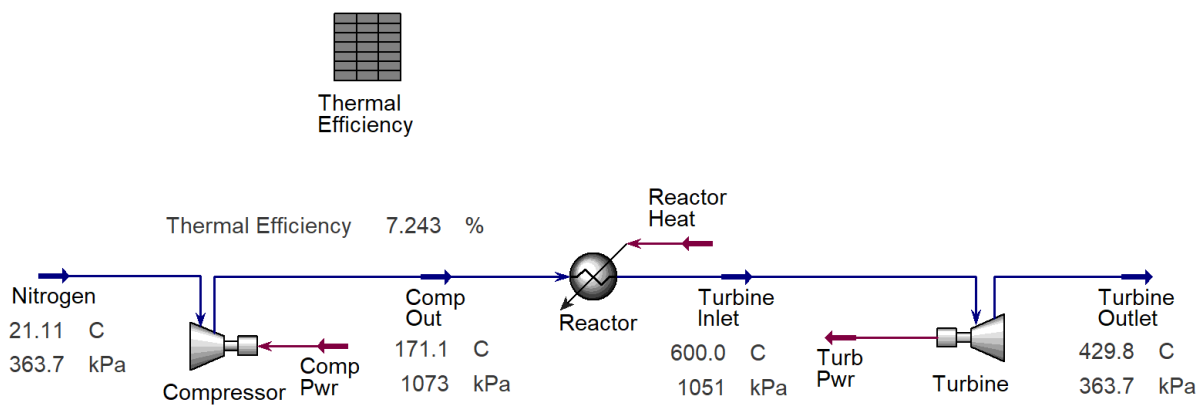 Thermal
Efficiency
Thermal Efficiency 7.243 %
Reactor
Heat
Nitrogen
21.11 C
363.7 kPa
Compressor
Comp
Pwr
Comp
Out
171.1 C
1073 kPa
Reactor
Turbine
Inlet
600.0 C
1051 kPa
Turb
Pwr
Turbine
Turbine
Outlet
429.8 C
363.7 kPa